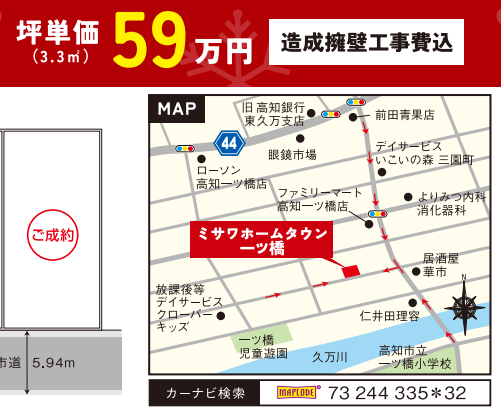 坪単価
(3.3㎡)
59万円
造成擁壁工事費込
MAP
旧 高知銀行
東久万支店
前田青果店
44
眼鏡市場
デイサービス
いこいの森 三園町
ローソン
高知一ツ橋店
ファミリーマート
高知一ツ橋店
よりみつ内科
消化器科
ご成約
ミサワホームタウン
一ツ橋
居酒屋
華市
N
放課後等
デイサービス
クローバー
キッズ
仁井田理容
一ツ橋
児童遊園
久万川
高知市立
一ツ橋小学校
市道 5.94m
カーナビ検索
MAPCODE 73 244 335*32